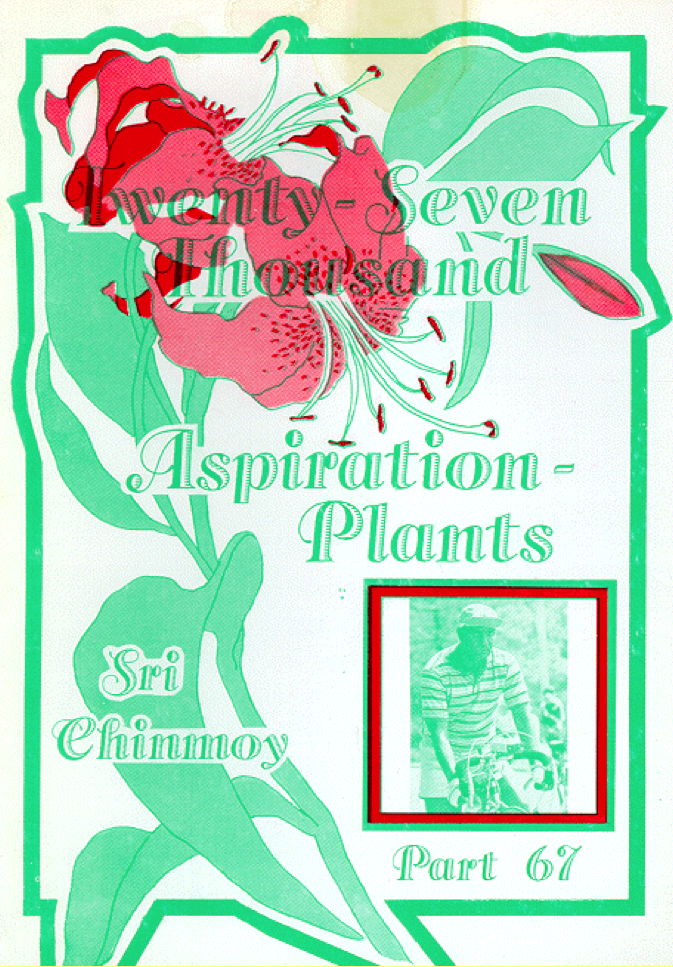 Twenty-Seven
Thousand
Aspiration-
Plants
Sri
Chinmoy
Part 67